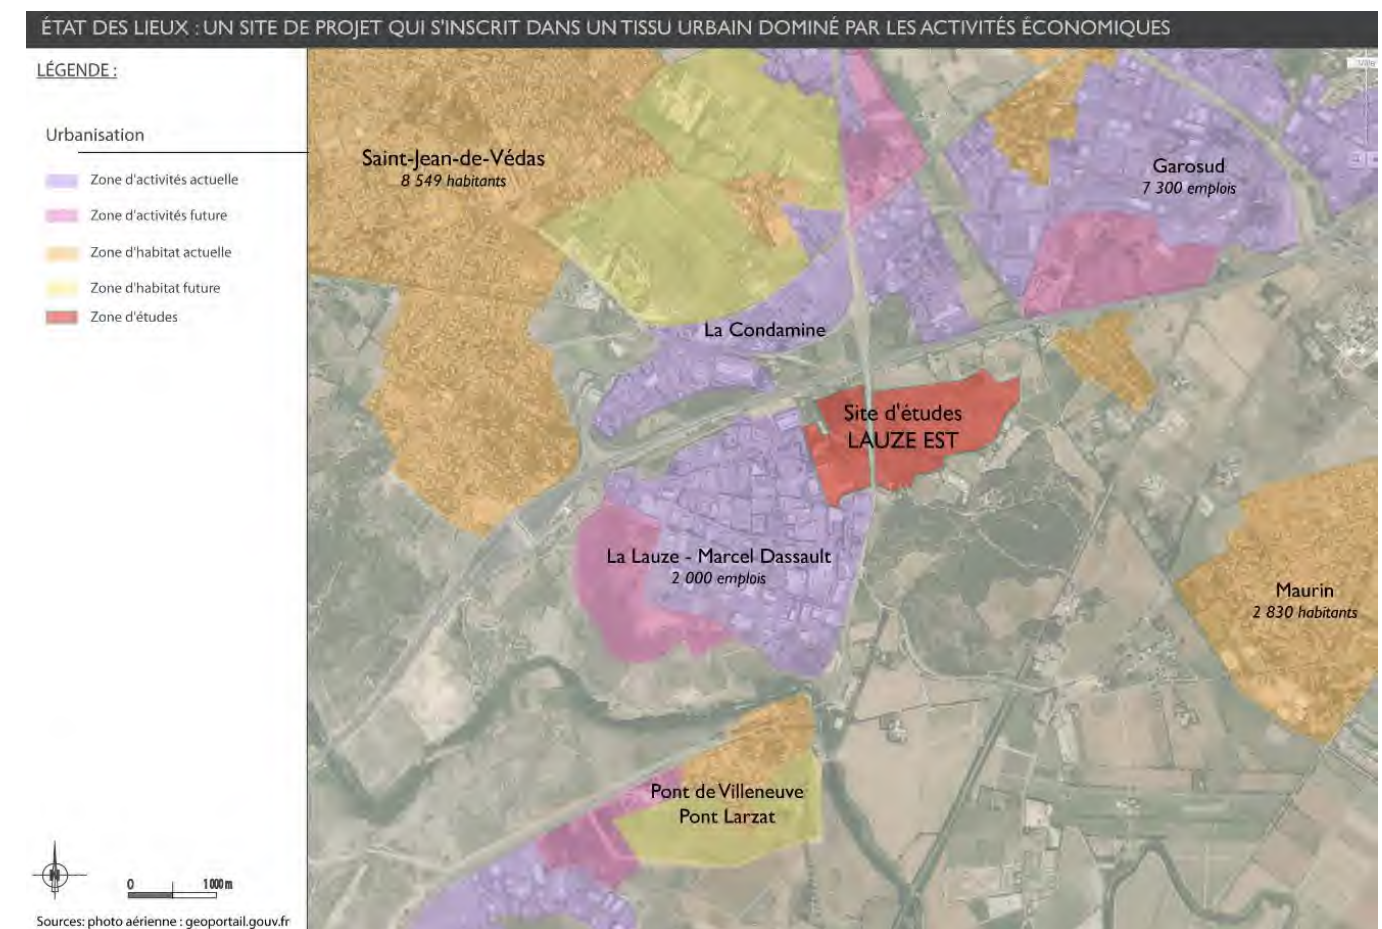 ÉTAT DES LIEUX : UN SITE DE PROJET QUI S'INSCRIT DANS UN TISSU URBAIN DOMINÉ PAR LES ACTIVITÉS ÉCONOMIQUES
LÉGENDE :
Urbanisation
Zone d'activités actuelle
Zone d'activités future
Zone d'habitat actuelle
Zone d'habitat future
Zone d'études
Saint-Jean-de-Védas
8 549 habitants
Garosud
7 300 emplois
La Condamine
Site d'études
LAUZE EST
La Lauze - Marcel Dassault
2 000 emplois
Maurin
2 830 habitants
Pont de Villeneuve
Pont Larzat
N
0 1 000 m
Sources: photo aérienne : geoportail.gouv.fr